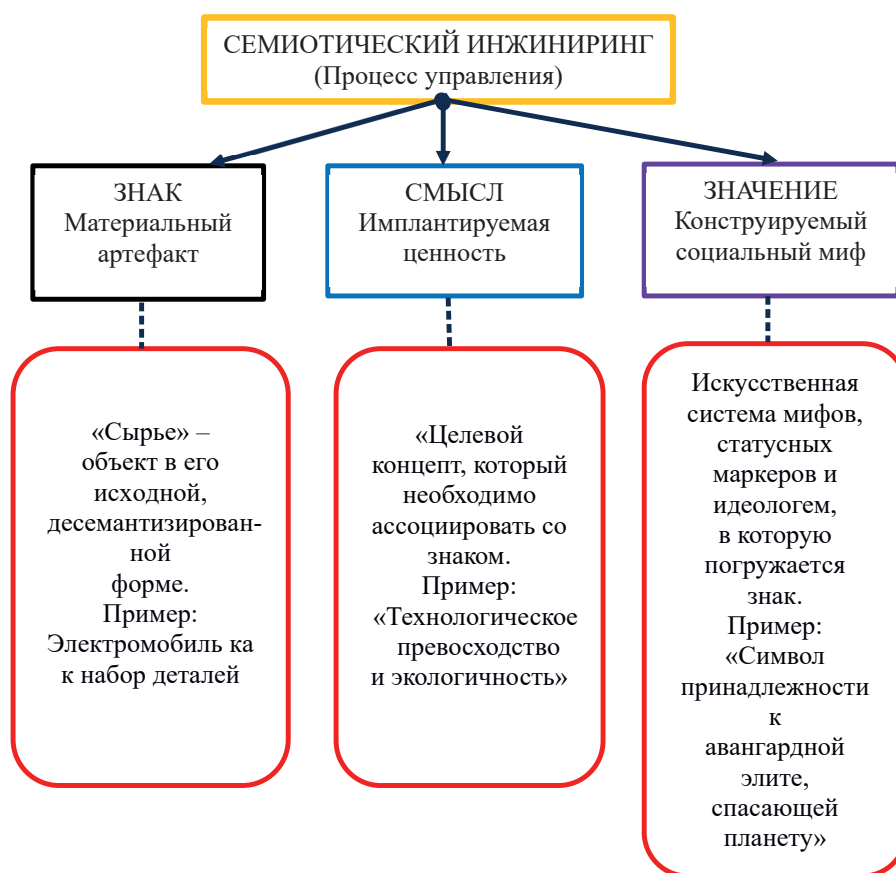 СЕМИОТИЧЕСКИЙ ИНЖИНИРИНГ
(Процесс управления)
ЗНАК
Материальный
артефакт
СМЫСЛ
Имплантируемая
ценность
ЗНАЧЕНИЕ
Конструируемый
социальный миф
«Сырье» –
объект в его
исходной,
десемантизирован-
ной
форме.
Пример:
Электромобиль ка
к набор деталей
«Целевой
концепт, который
необходимо
ассоциировать со
знаком.
Пример:
«Технологическое
превосходство
и экологичность»
Искусственная
система мифов,
статусных
маркеров и
идеологем,
в которую
погружается
знак.
Пример:
«Символ
принадлежности
к
авангардной
элите,
спасающей
планету»